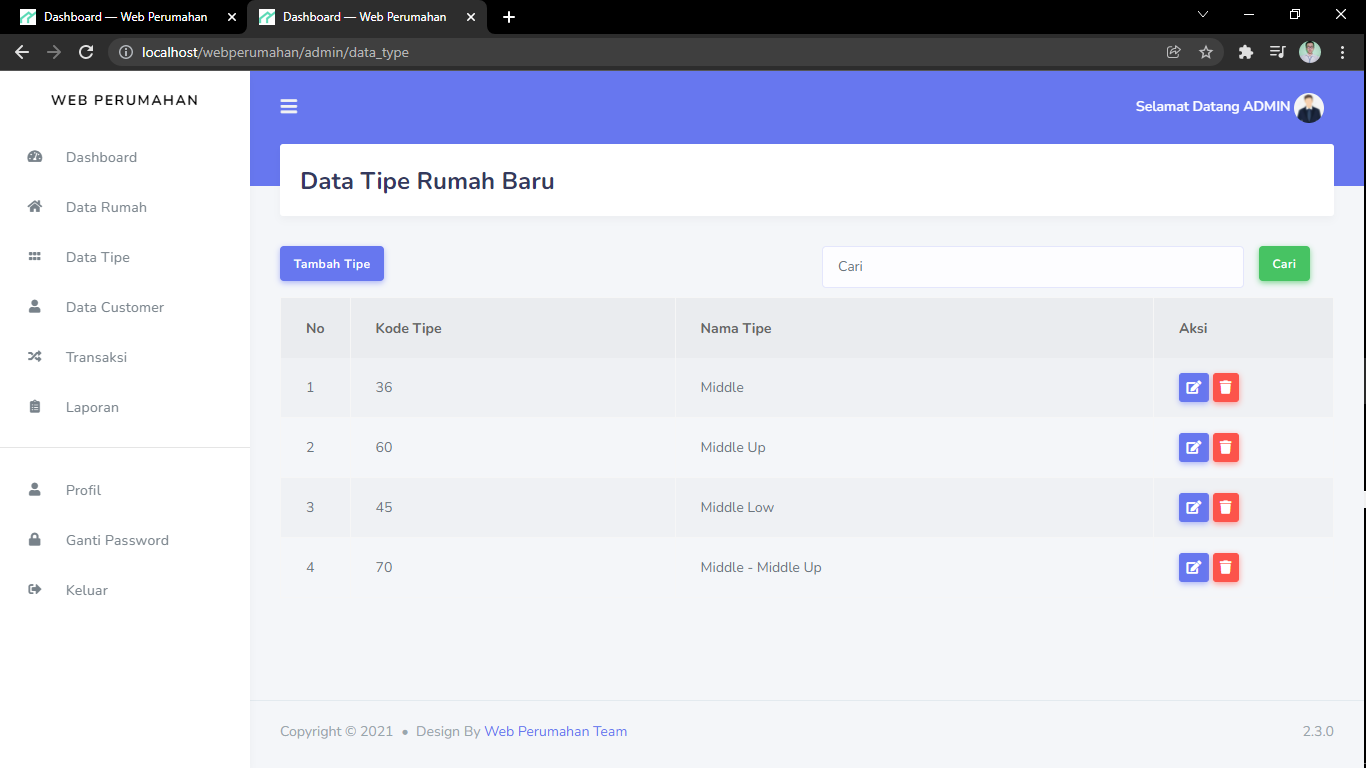 Dashboard — Web Perumahan
Dashboard — Web Perumahan
localhost/webperumahan/admin/data_type
WEB PERUMAHAN
Dashboard
Data Rumah
Data Tipe
Data Customer
Transaksi
Laporan
Profil
Ganti Password
Keluar
Selamat Datang ADMIN
Data Tipe Rumah Baru
Tambah Tipe
Cari
Cari
No Kode Tipe Nama Tipe Aksi
1 36 Middle
2 60 Middle Up
3 45 Middle Low
4 70 Middle - Middle Up
Copyright © 2021 • Design By Web Perumahan Team
2.3.0